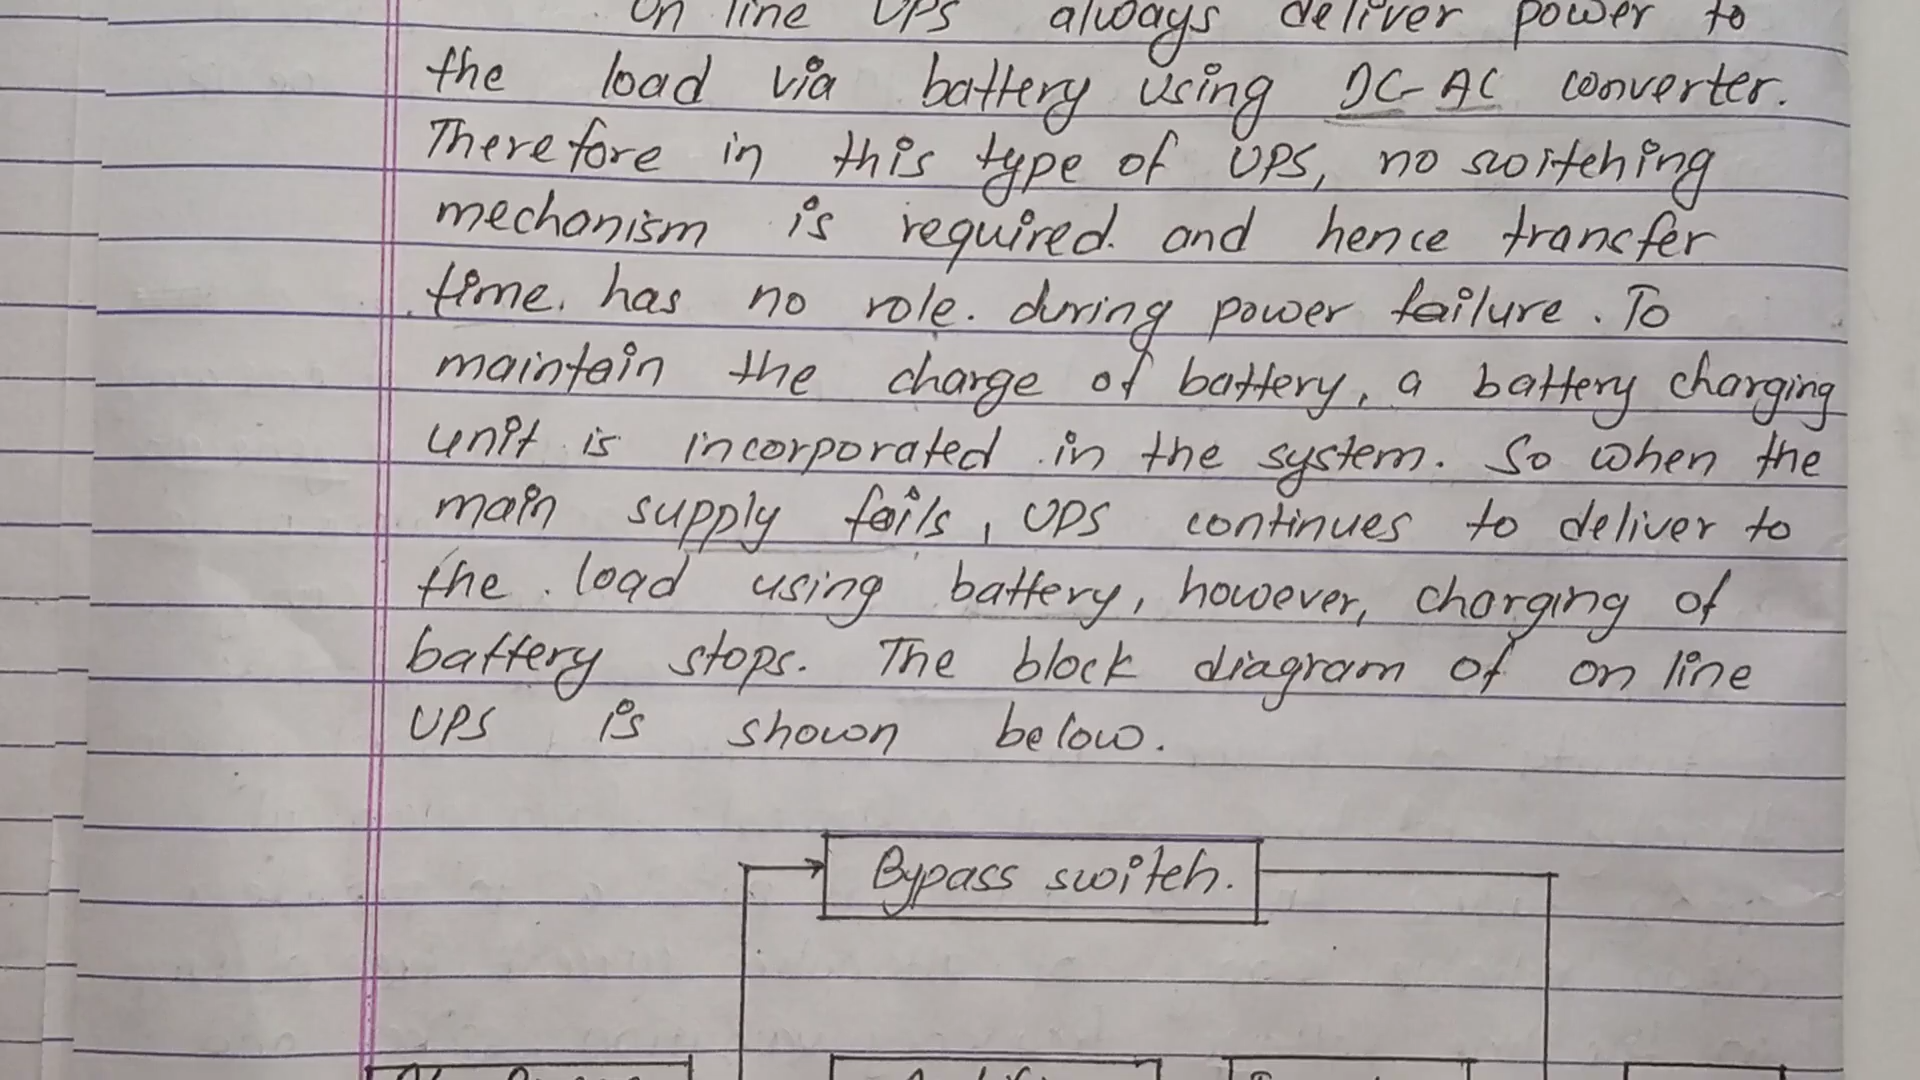 On line UPS always deliver power to
the load via battery using DC-AC converter.
Therefore in this type of UPS, no switching
mechanism is required. and hence transfer
time. has no role. during power failure. To
maintain the charge of battery, a battery charging
unit is incorporated in the system. So when the
main supply fails, UPS continues to deliver to
the load using battery, however, charging of
battery stops. The block diagram of on line
UPS is shown below.
Bypass switch.